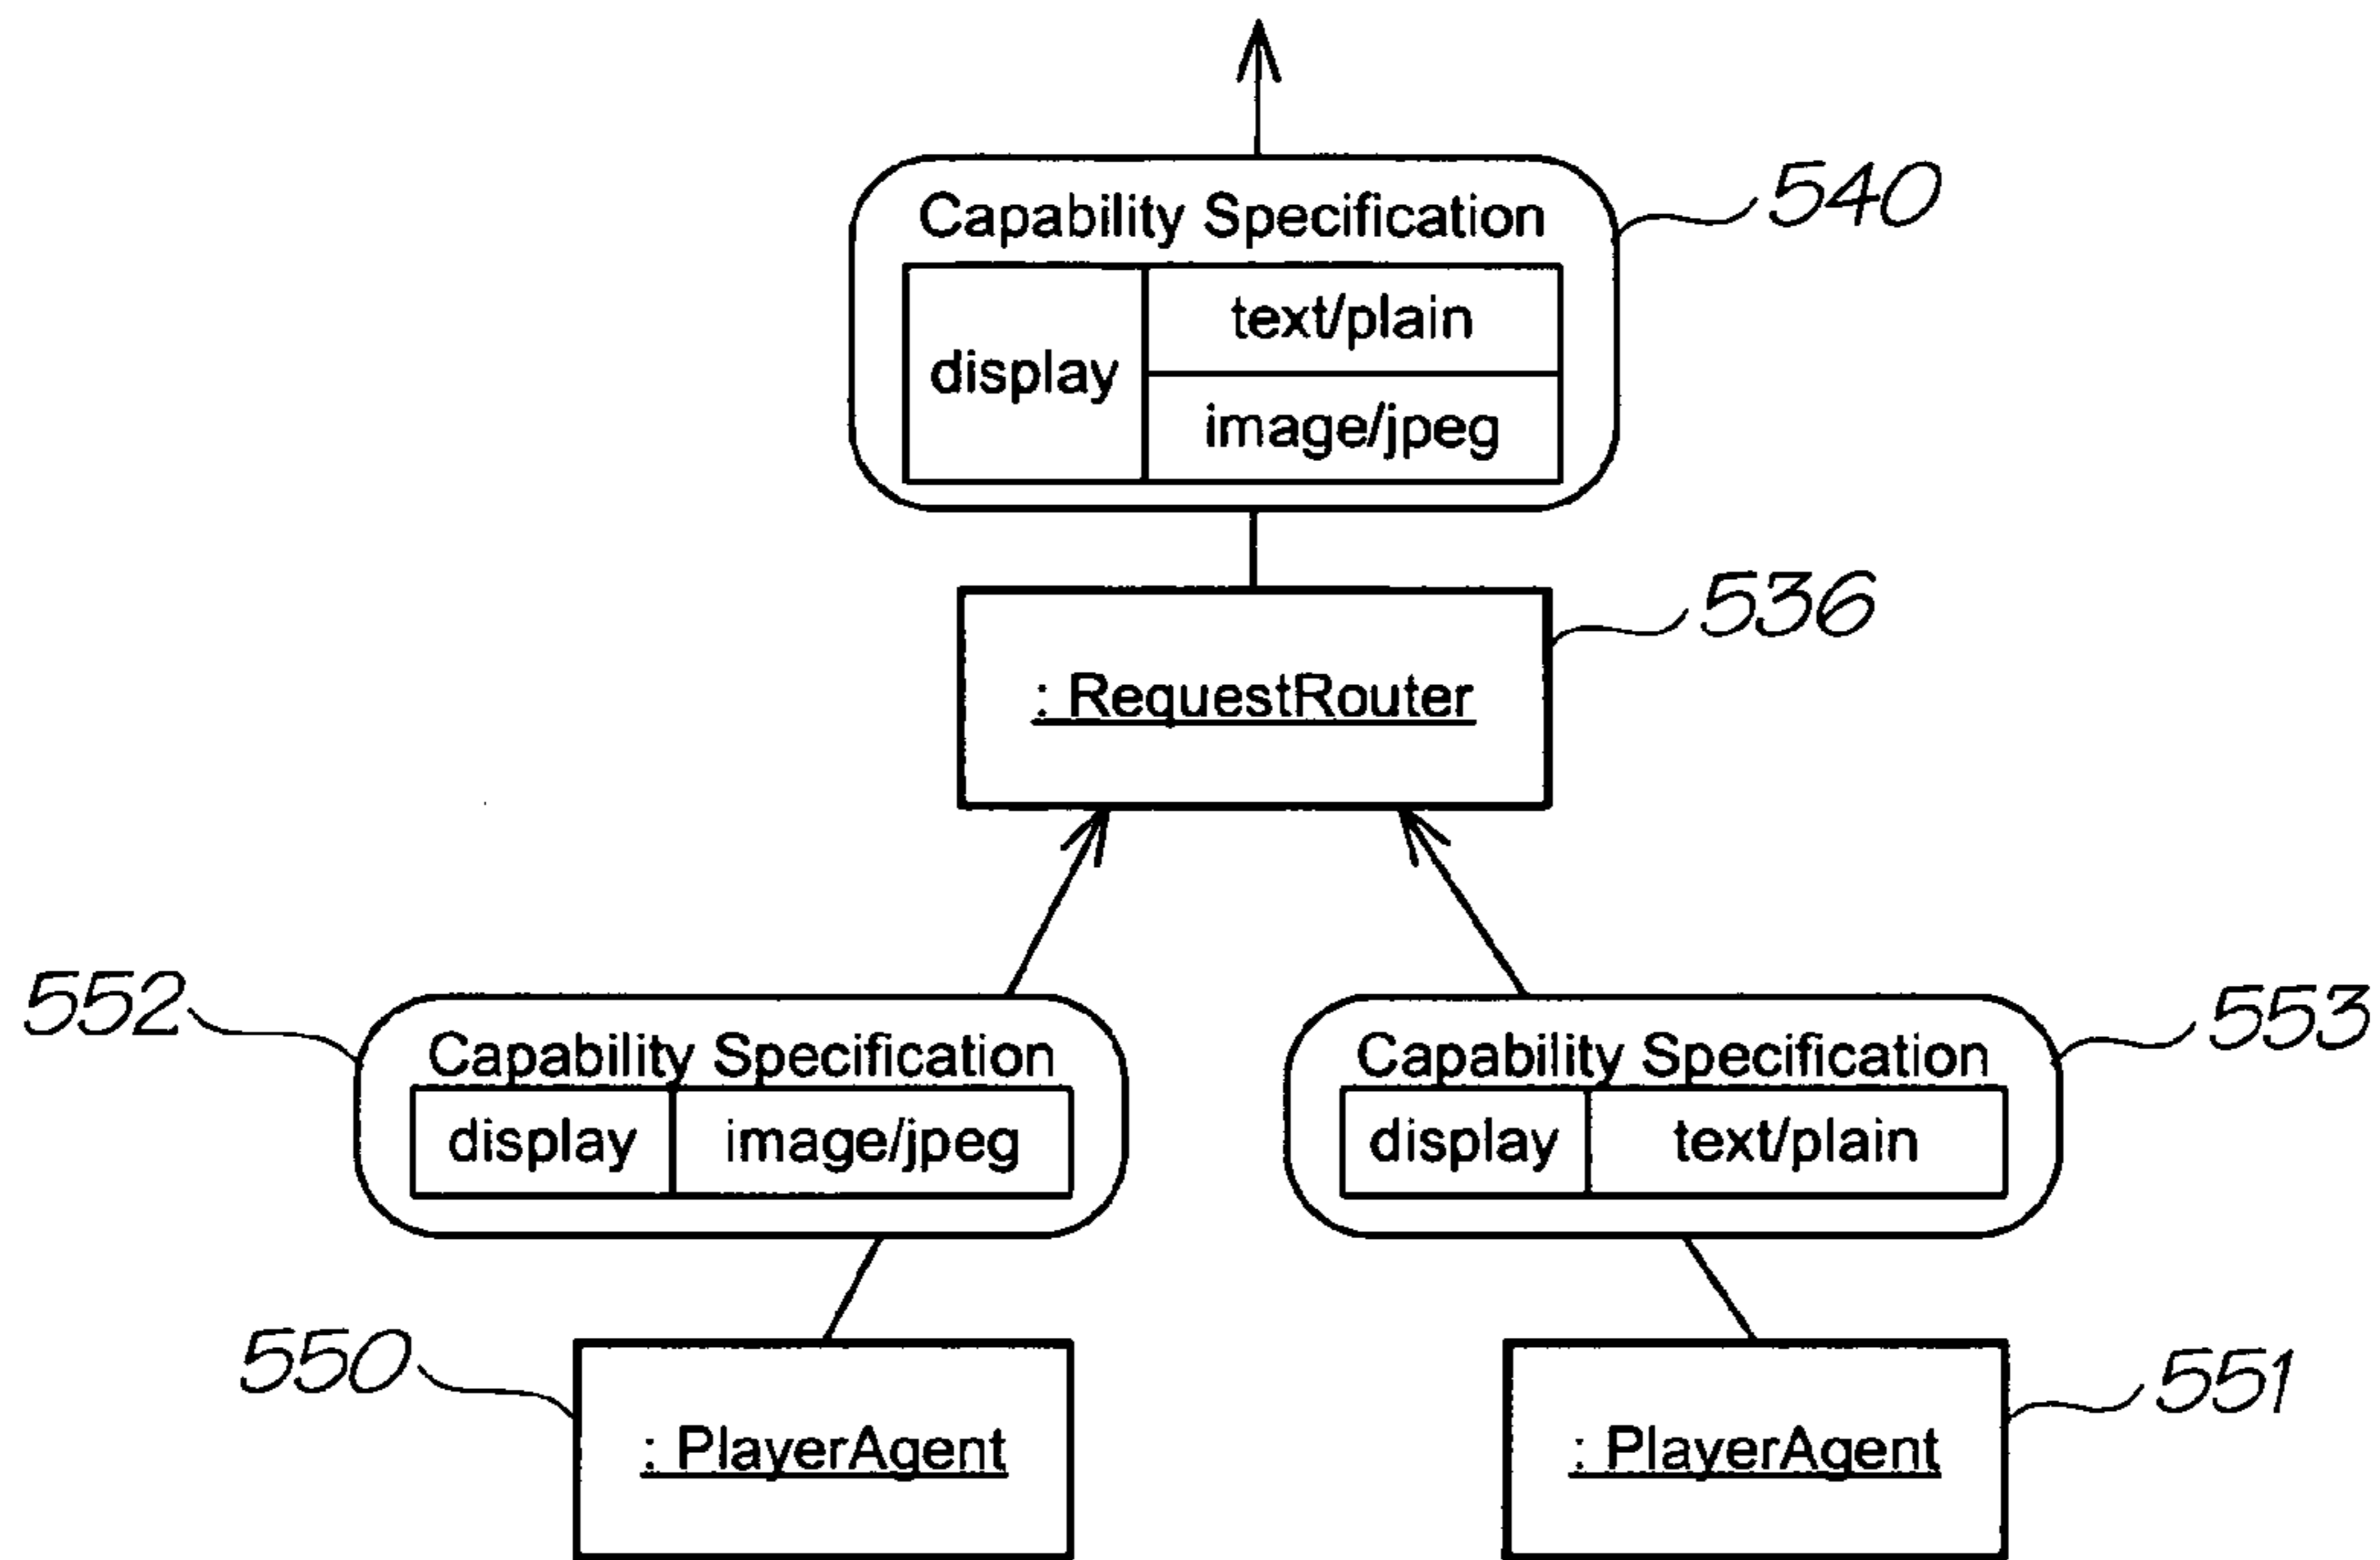 540
Capability Specification
display
text/plain
image/jpeg
536
: RequestRouter
552
Capability Specification
display
image/jpeg
553
Capability Specification
display
text/plain
550
: PlayerAgent
551
: PlayerAgent